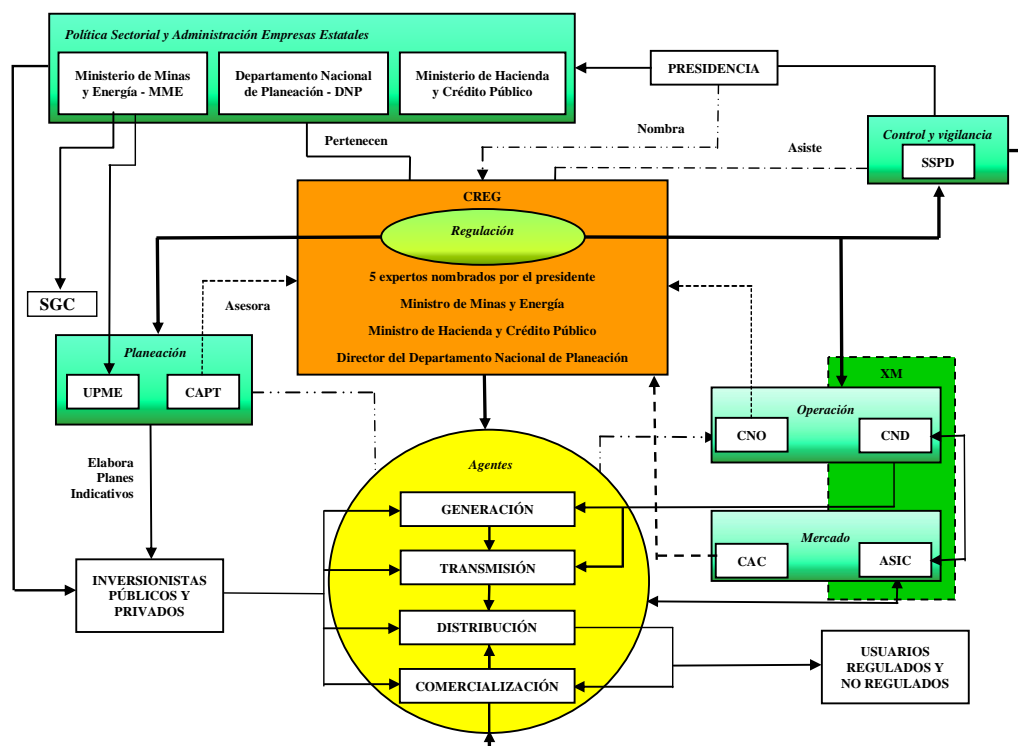 Política Sectorial y Administración Empresas Estatales
Ministerio de Minas
y Energía - MME
Departamento Nacional
de Planeación - DNP
Ministerio de Hacienda
y Crédito Público
PRESIDENCIA
Nombra
Pertenecen
Asiste
Control y vigilancia
SSPD
CREG
Regulación
5 expertos nombrados por el presidente
Ministro de Minas y Energía
Ministro de Hacienda y Crédito Público
Director del Departamento Nacional de Planeación
SGC
Asesora
Planeación
UPME
CAPT
XM
Operación
CNO
CND
Elabora
Planes
Indicativos
Agentes
GENERACIÓN
TRANSMISIÓN
DISTRIBUCIÓN
COMERCIALIZACIÓN
Mercado
CAC
ASIC
INVERSIONISTAS
PÚBLICOS Y
PRIVADOS
USUARIOS
REGULADOS Y
NO REGULADOS